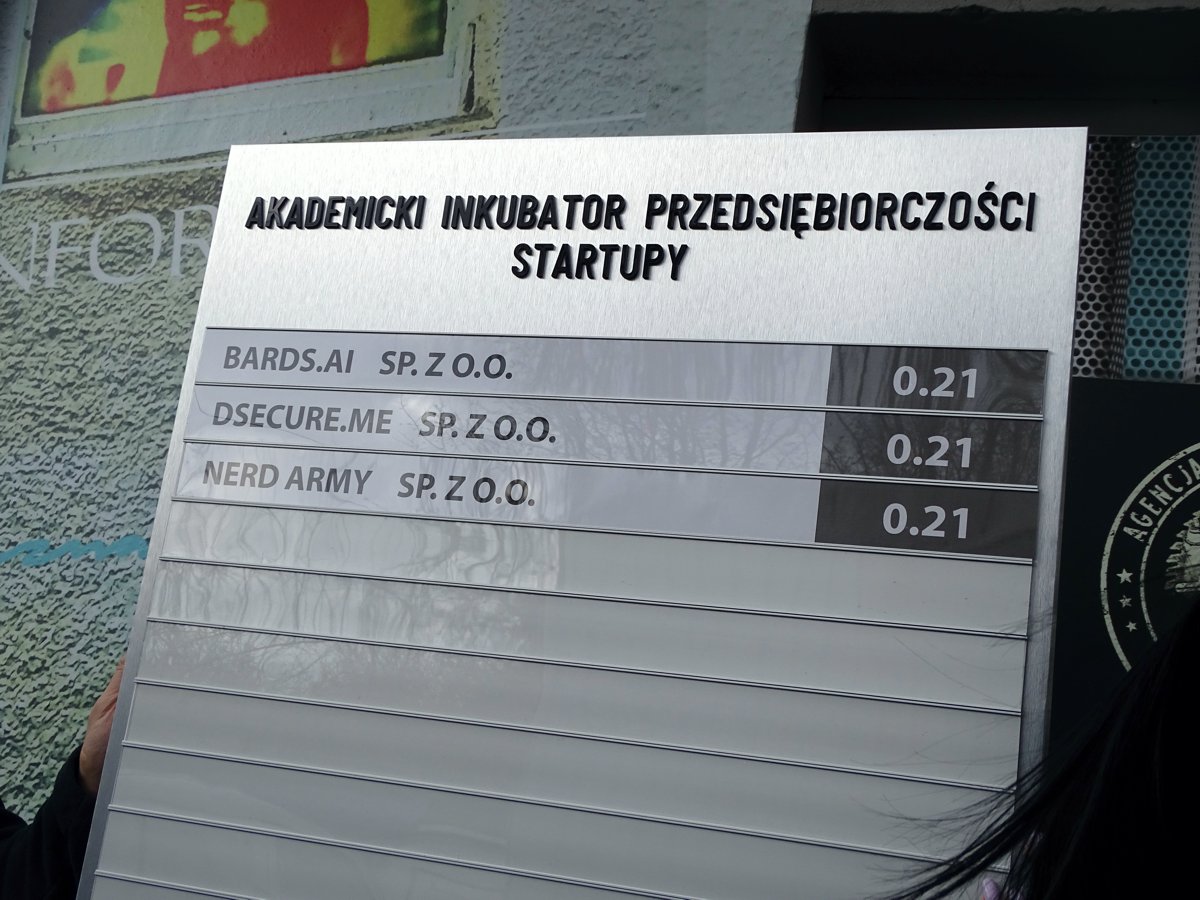 AKADEMICKI INKUBATOR PRZEDSIĘBIORCZOŚCI
STARTUPY
BARDS.AI SP. Z O.O. 0.21
DSECURE.ME SP. Z O.O. 0.21
NERD ARMY SP. Z O.O. 0.21
AGENCJA